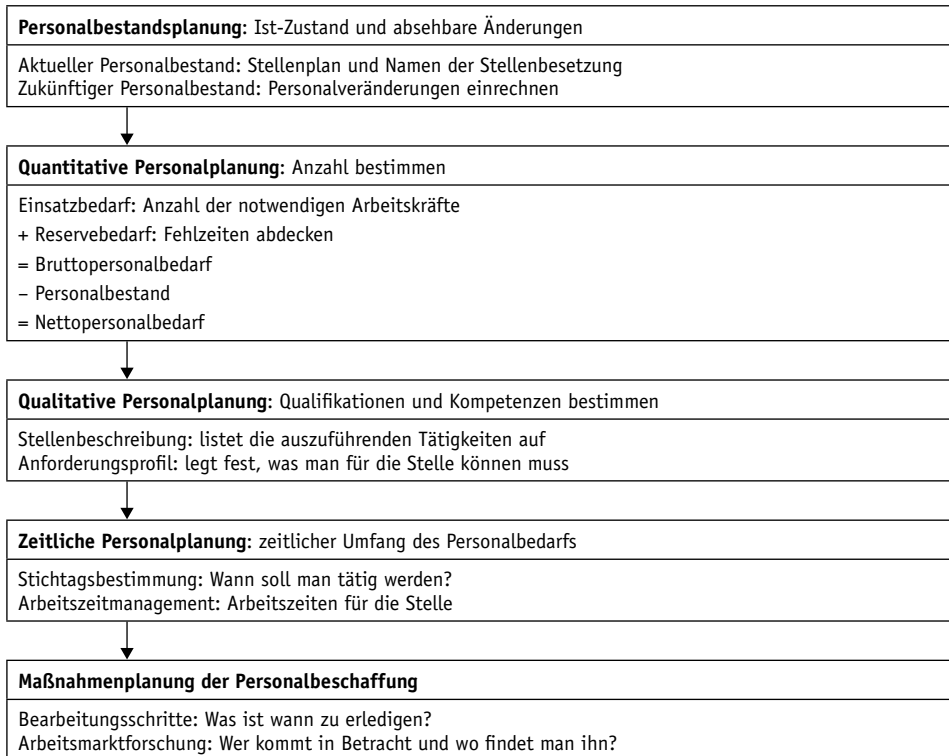 Personalbestandsplanung: Ist-Zustand und absehbare Änderungen
Aktueller Personalbestand: Stellenplan und Namen der Stellenbesetzung
Zukünftiger Personalbestand: Personalveränderungen einrechnen
Quantitative Personalplanung: Anzahl bestimmen
Einsatzbedarf: Anzahl der notwendigen Arbeitskräfte
+ Reservebedarf: Fehlzeiten abdecken
= Bruttopersonalbedarf
– Personalbestand
= Nettopersonalbedarf
Qualitative Personalplanung: Qualifikationen und Kompetenzen bestimmen
Stellenbeschreibung: listet die auszuführenden Tätigkeiten auf
Anforderungsprofil: legt fest, was man für die Stelle können muss
Zeitliche Personalplanung: zeitlicher Umfang des Personalbedarfs
Stichtagsbestimmung: Wann soll man tätig werden?
Arbeitszeitmanagement: Arbeitszeiten für die Stelle
Maßnahmenplanung der Personalbeschaffung
Bearbeitungsschritte: Was ist wann zu erledigen?
Arbeitsmarktforschung: Wer kommt in Betracht und wo findet man ihn?